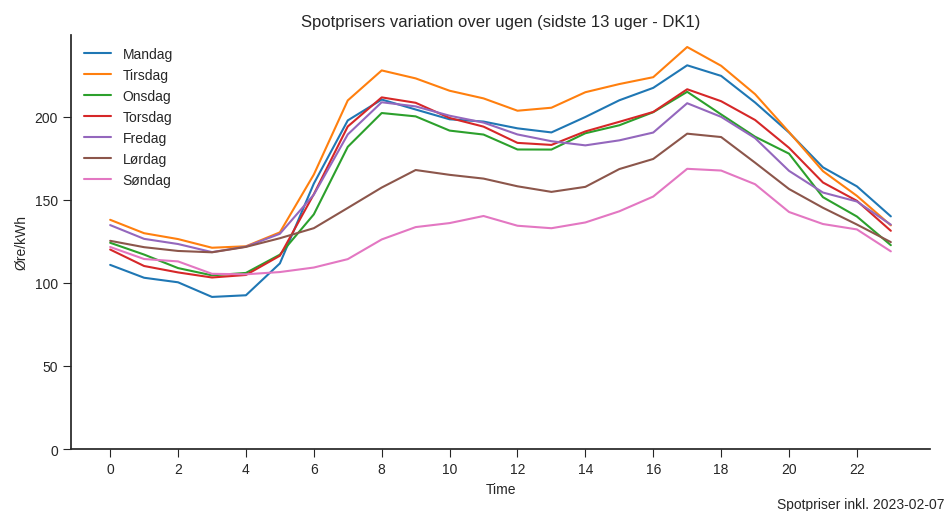 Spotprisers variation over ugen (sidste 13 uger - DK1)
Mandag
Tirsdag
Onsdag
Torsdag
Fredag
Lørdag
Søndag
Øre/kWh
200
150
100
50
0
0 2 4 6 8 10 12 14 16 18 20 22
Time
Spotpriser inkl. 2023-02-07